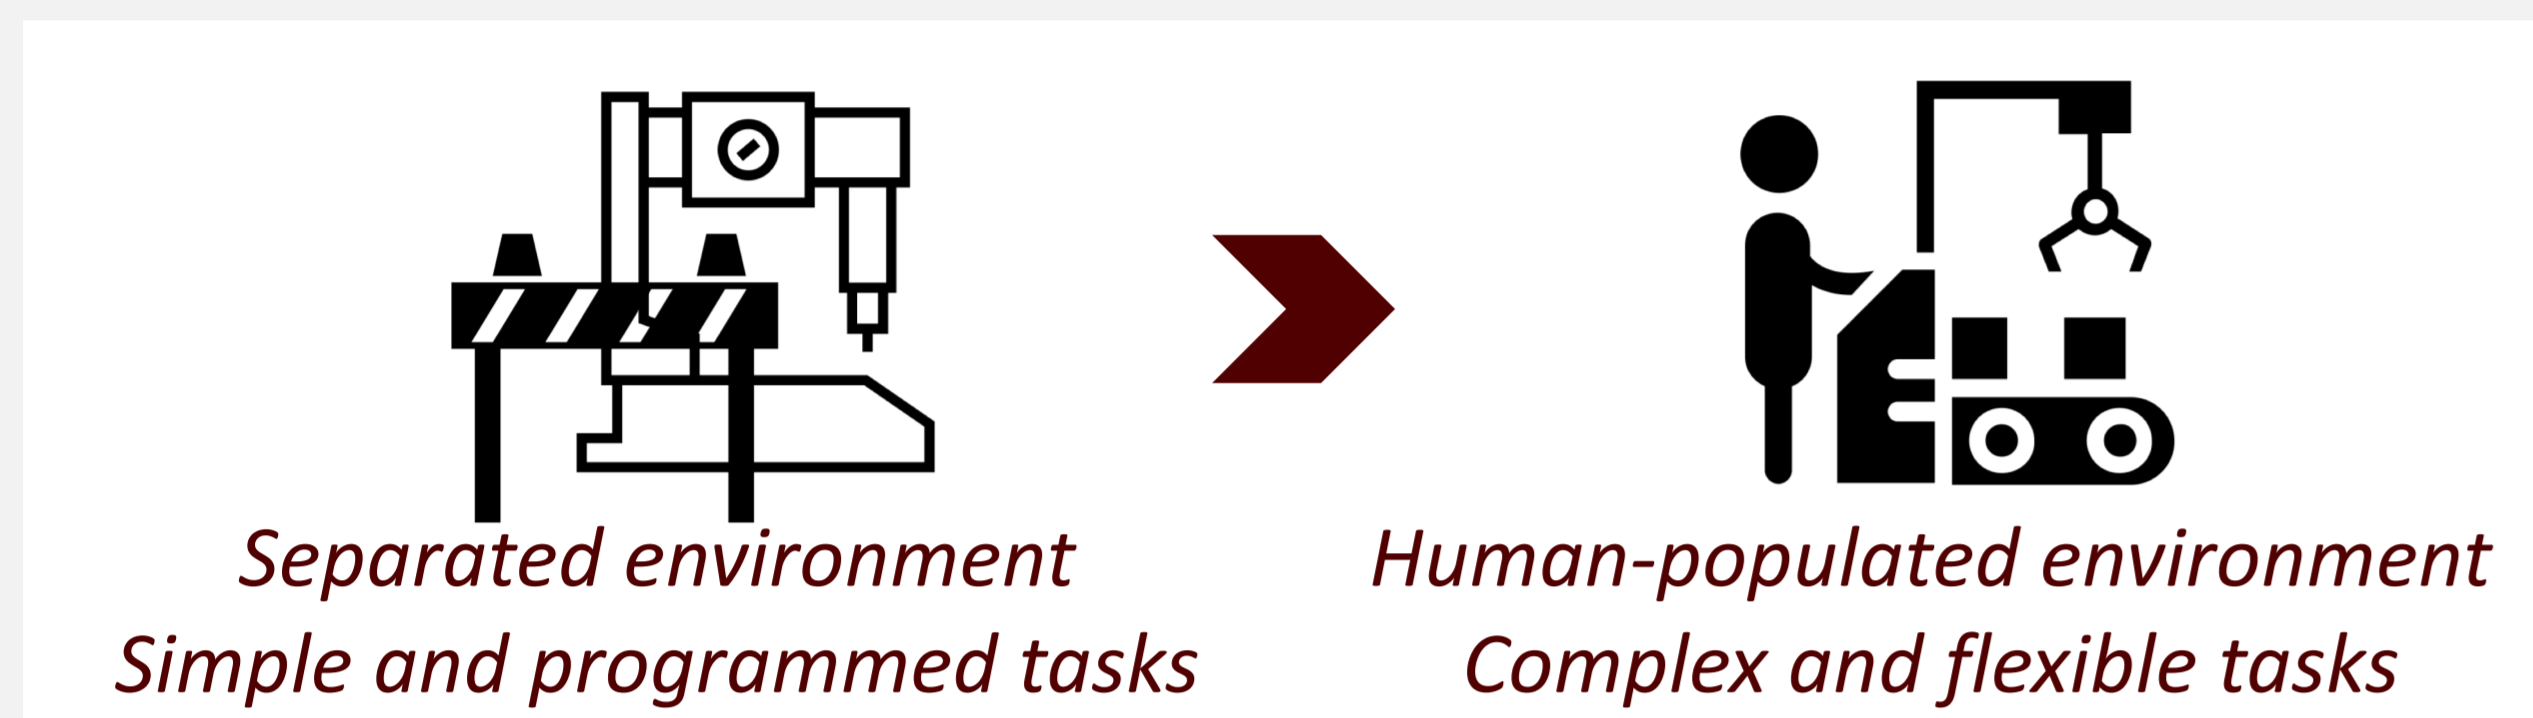 Separated environment
Simple and programmed tasks
Human-populated environment
Complex and flexible tasks